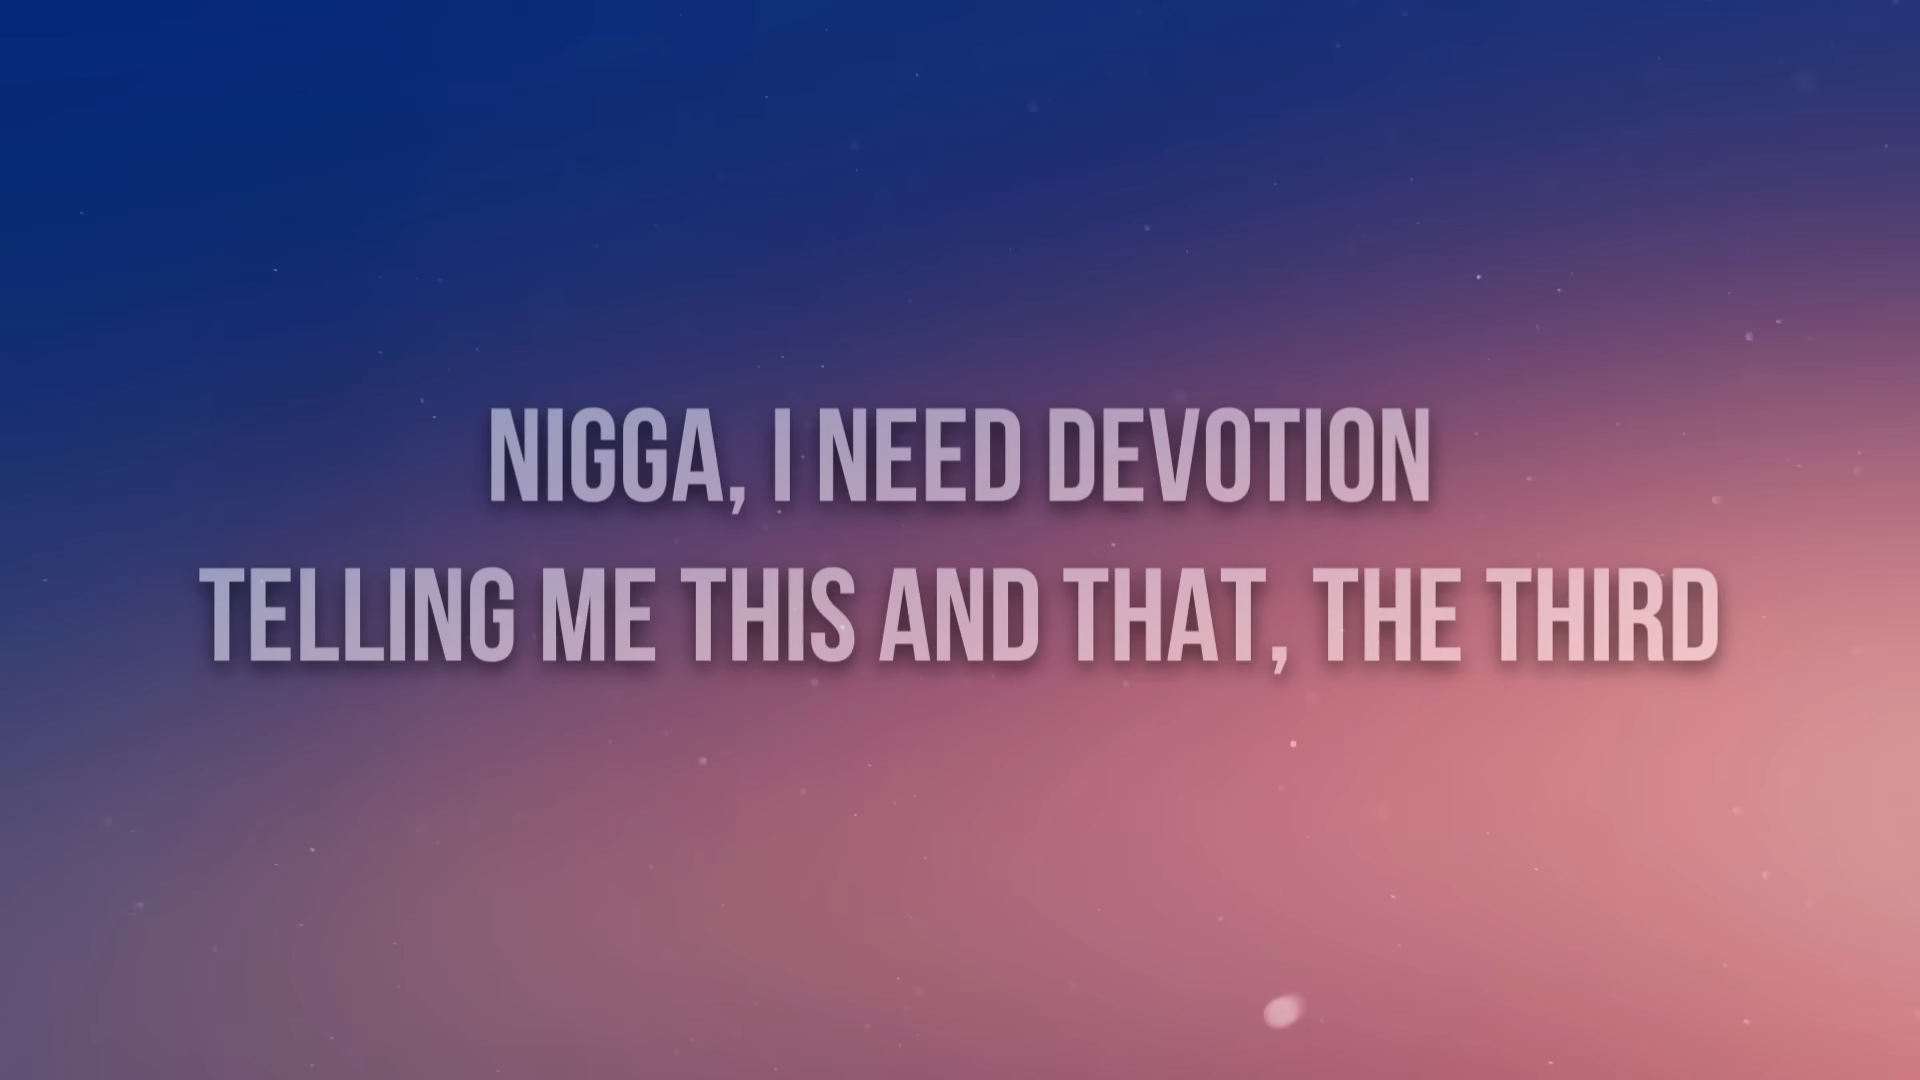 NIGGA, I NEED DEVOTION
TELLING ME THIS AND THAT, THE THIRD